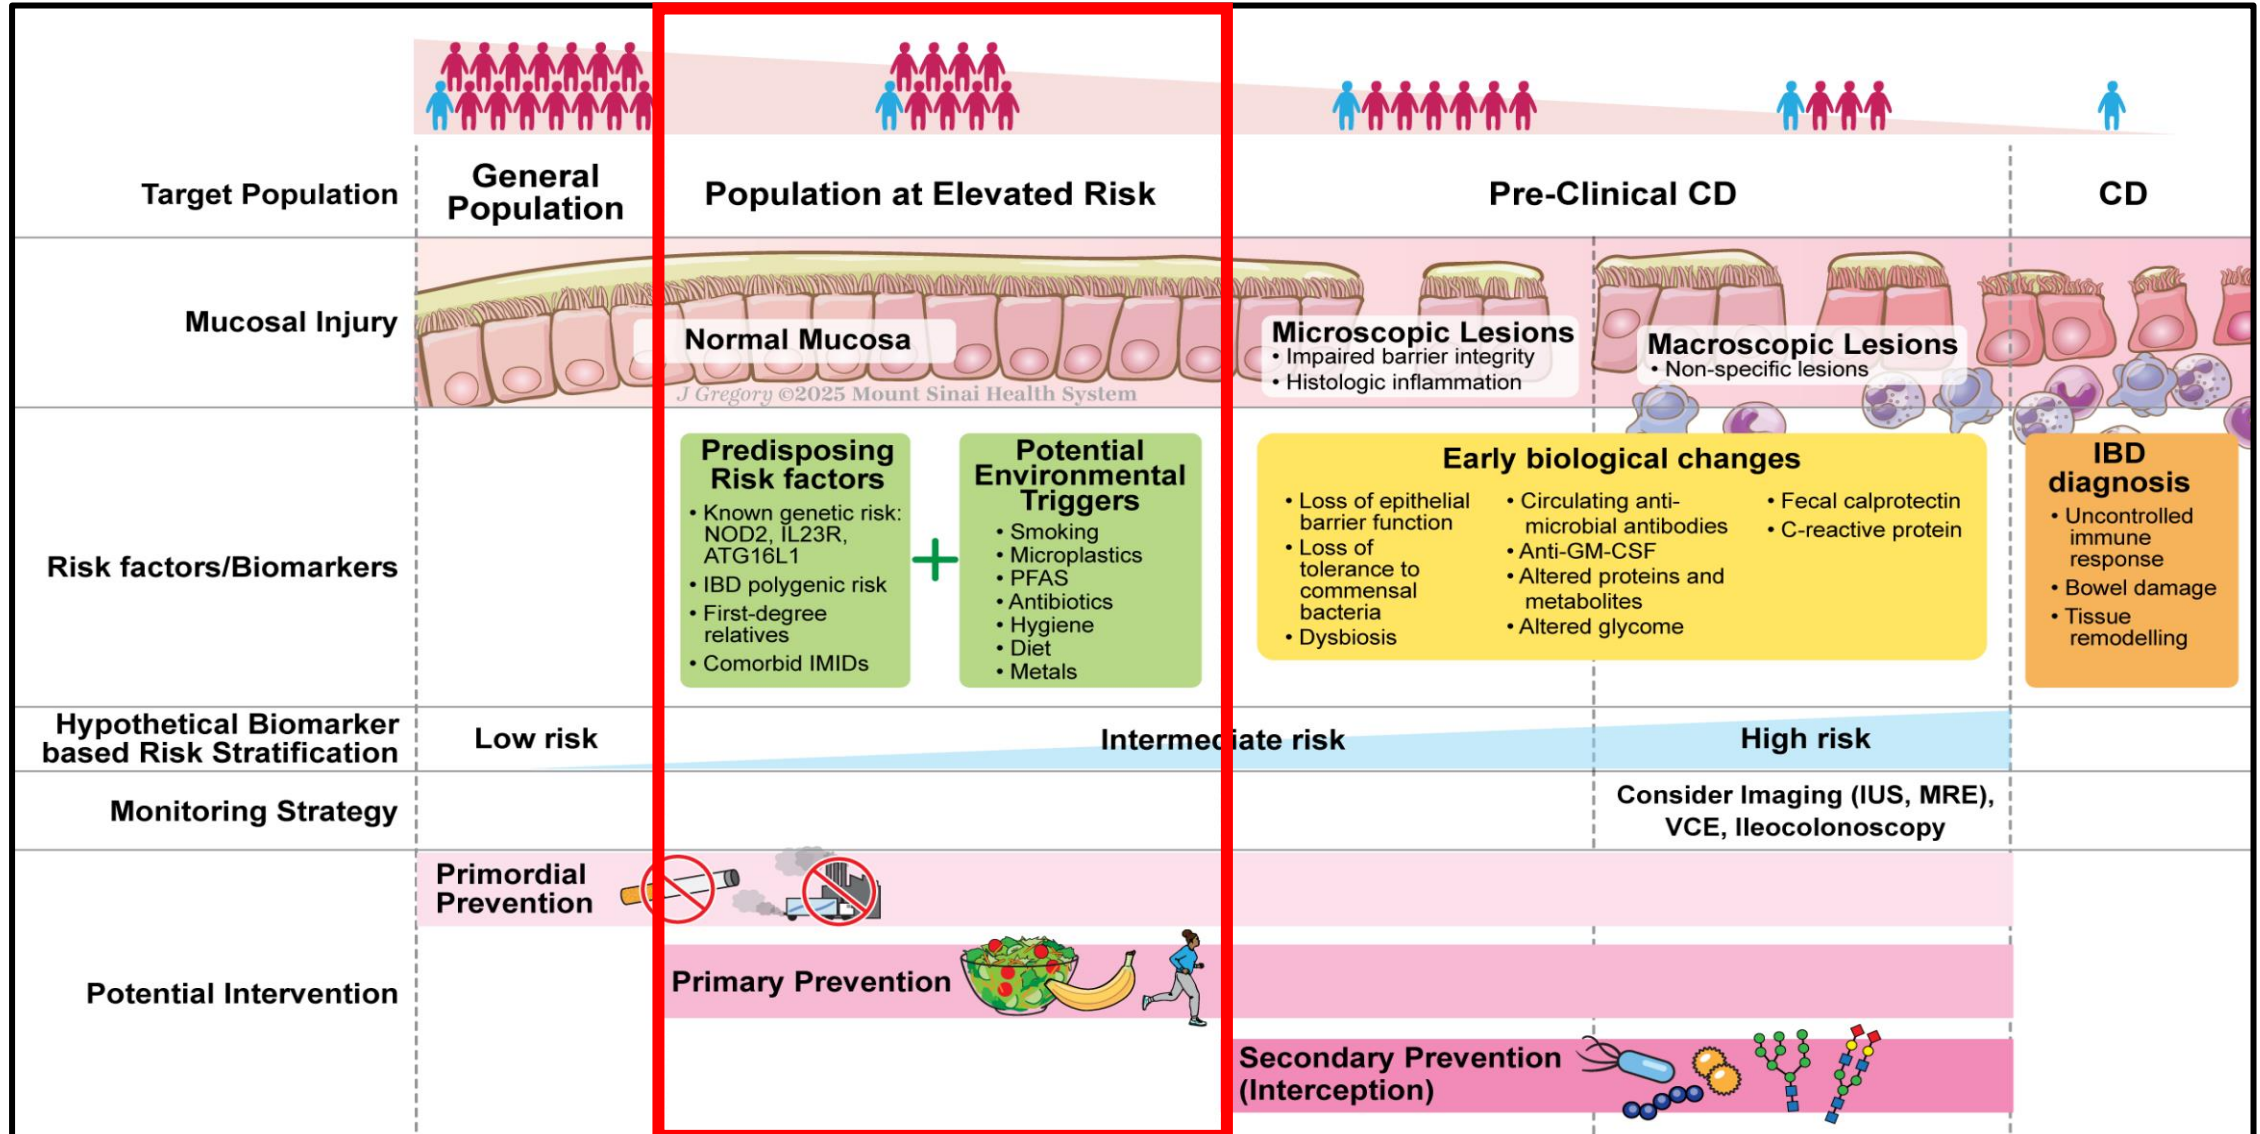 Target Population
General
Population
Population at Elevated Risk
Pre-Clinical CD
CD
Mucosal Injury
Normal Mucosa
J Gregory ©2025 Mount Sinai Health System
Microscopic Lesions
• Impaired barrier integrity
• Histologic inflammation
Macroscopic Lesions
• Non-specific lesions
Risk factors/Biomarkers
Predisposing
Risk factors
• Known genetic risk:
NOD2, IL23R,
ATG16L1
• IBD polygenic risk
• First-degree
relatives
• Comorbid IMIDs
+
Potential
Environmental
Triggers
• Smoking
• Microplastics
• PFAS
• Antibiotics
• Hygiene
• Diet
• Metals
Early biological changes
• Loss of epithelial
barrier function
• Loss of
tolerance to
commensal
bacteria
• Dysbiosis
• Circulating anti-
microbial antibodies
• Anti-GM-CSF
• Altered proteins and
metabolites
• Altered glycome
• Fecal calprotectin
• C-reactive protein
IBD
diagnosis
• Uncontrolled
immune
response
• Bowel damage
• Tissue
remodelling
Hypothetical Biomarker
based Risk Stratification
Low risk
Intermediate risk
High risk
Monitoring Strategy
Consider Imaging (IUS, MRE),
VCE, Ileocolonoscopy
Potential Intervention
Primordial
Prevention
Primary Prevention
Secondary Prevention
(Interception)